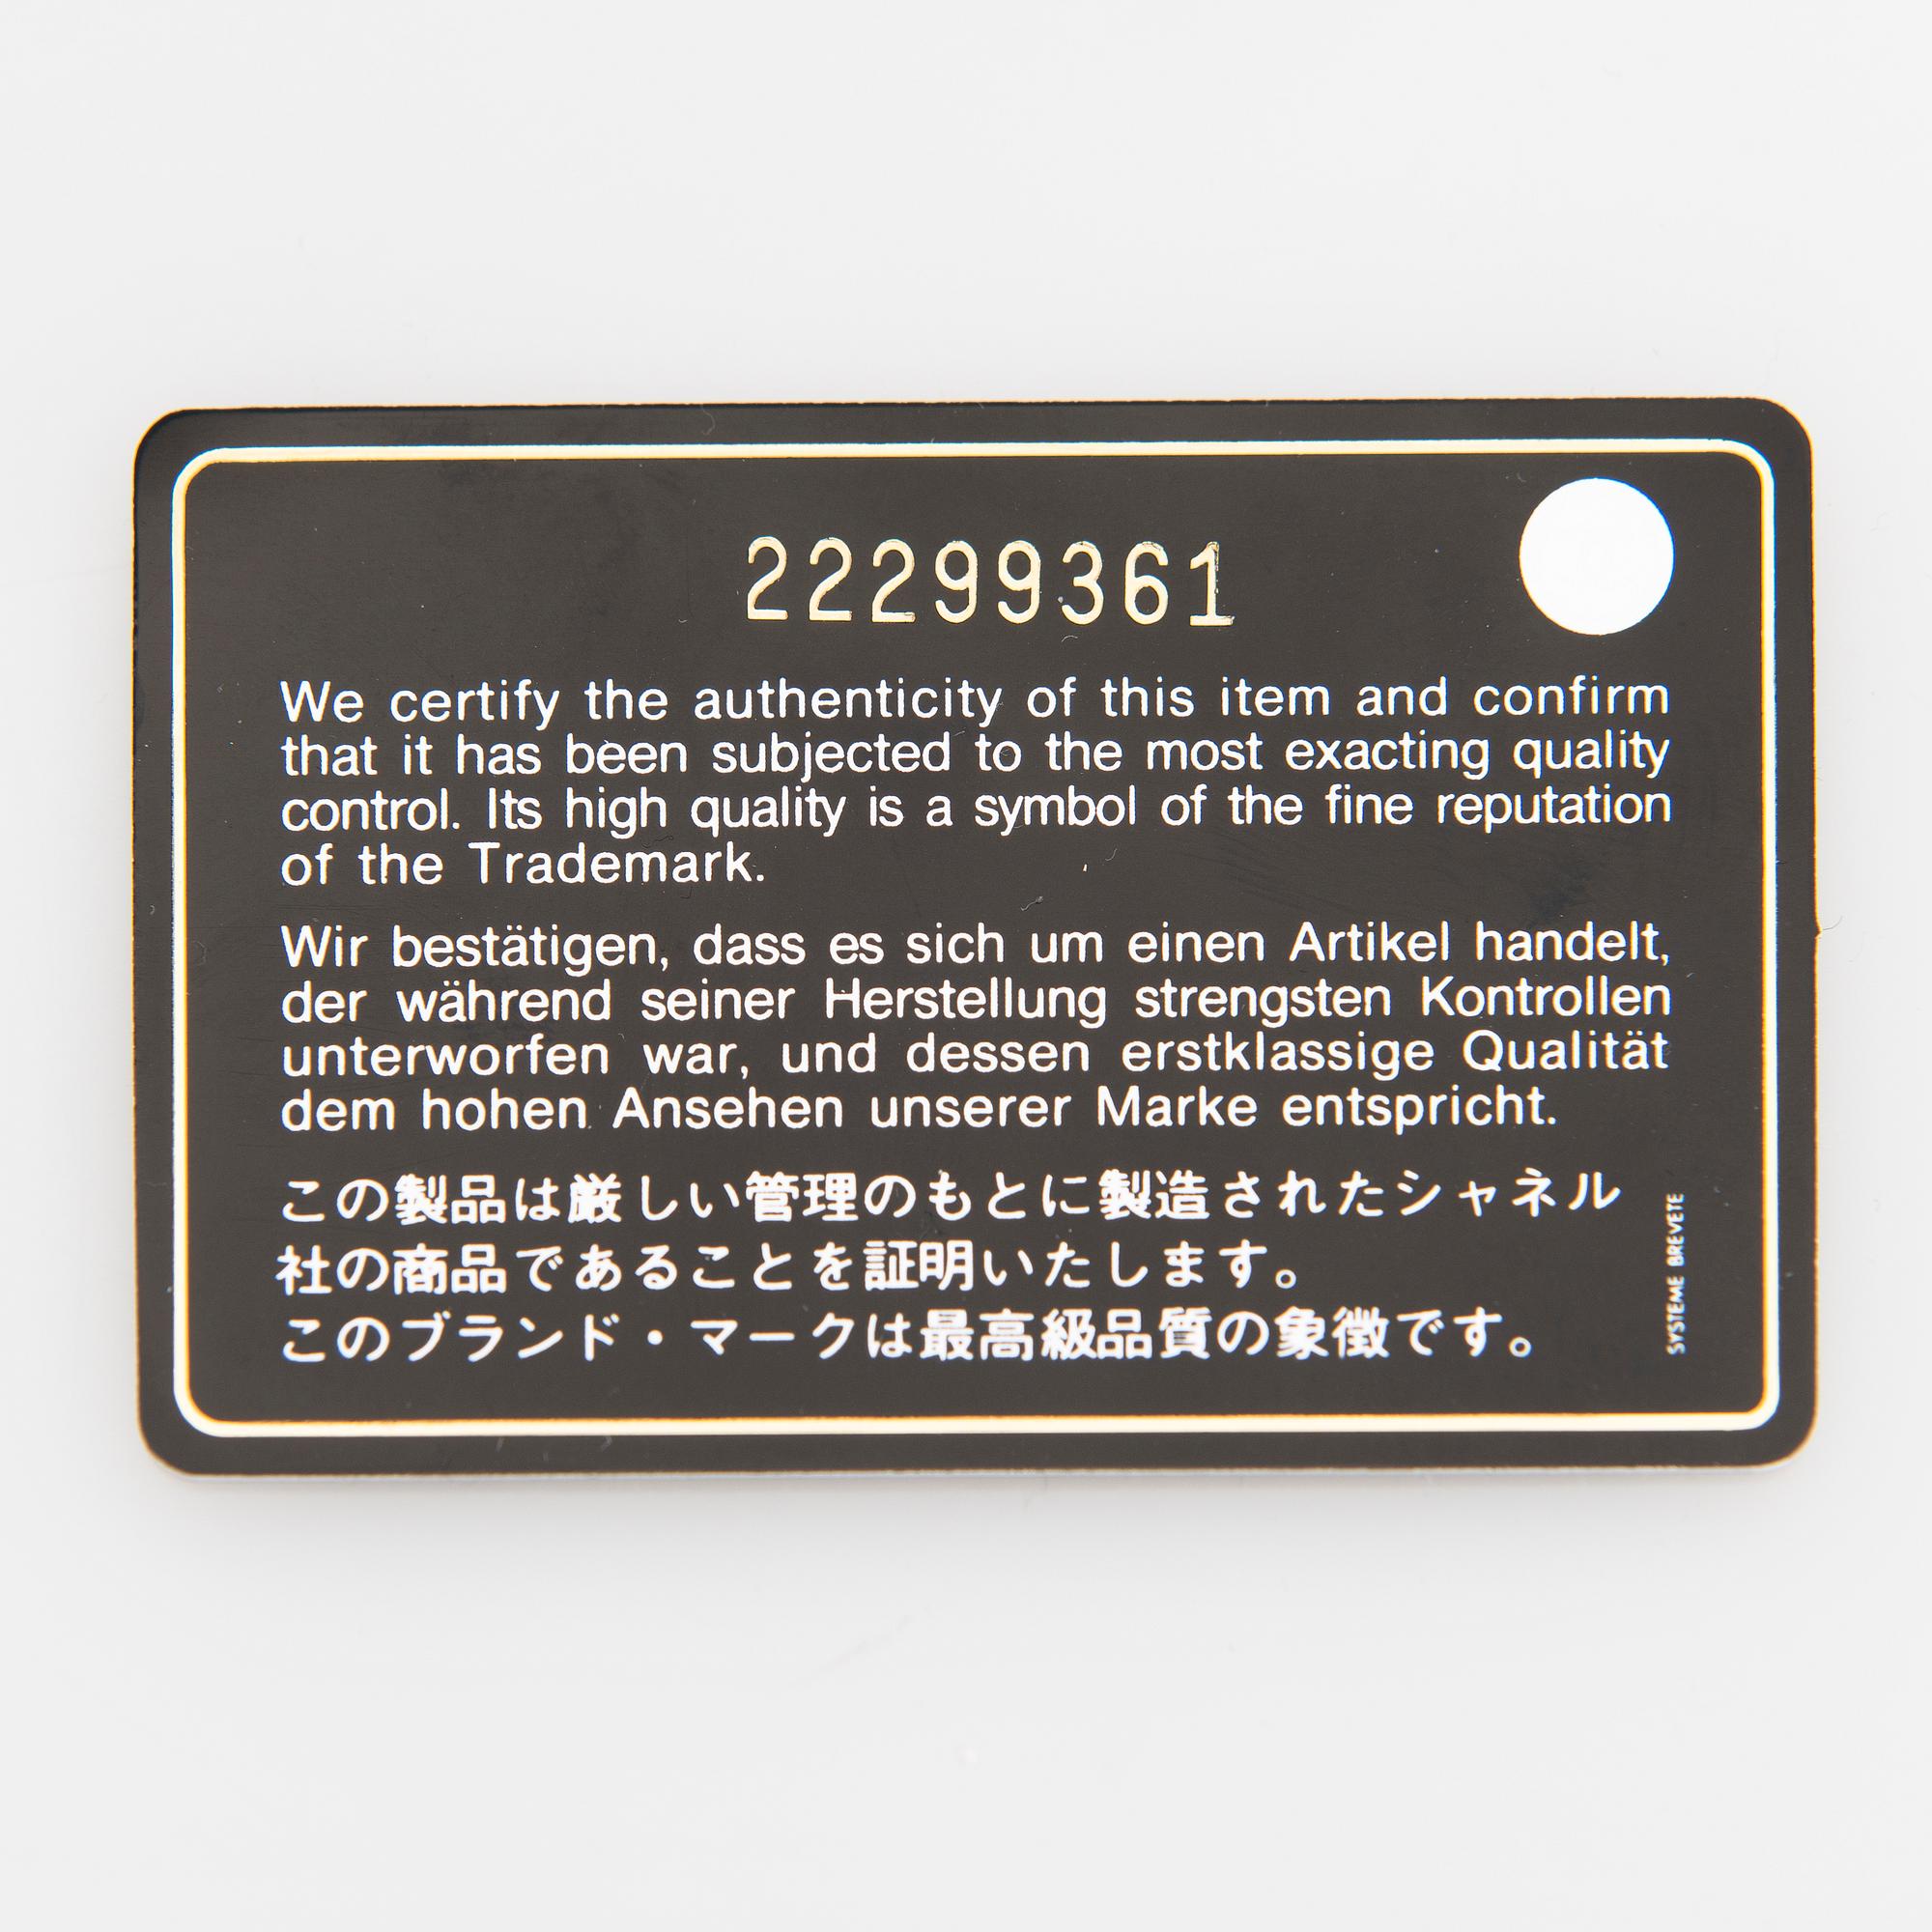 22299361
We certify the authenticity of this item and confirm
that it has been subjected to the most exacting quality
control. Its high quality is a symbol of the fine reputation
of the Trademark.
Wir bestätigen, dass es sich um einen Artikel handelt,
der während seiner Herstellung strengsten Kontrollen
unterworfen war, und dessen erstklassige Qualität
dem hohen Ansehen unserer Marke entspricht.
この製品は厳しい管理のもとに製造されたシャネル
社の商品であることを証明いたします。
このブランド・マークは最高級品質の象徴です。
SYSTEME BREVETE